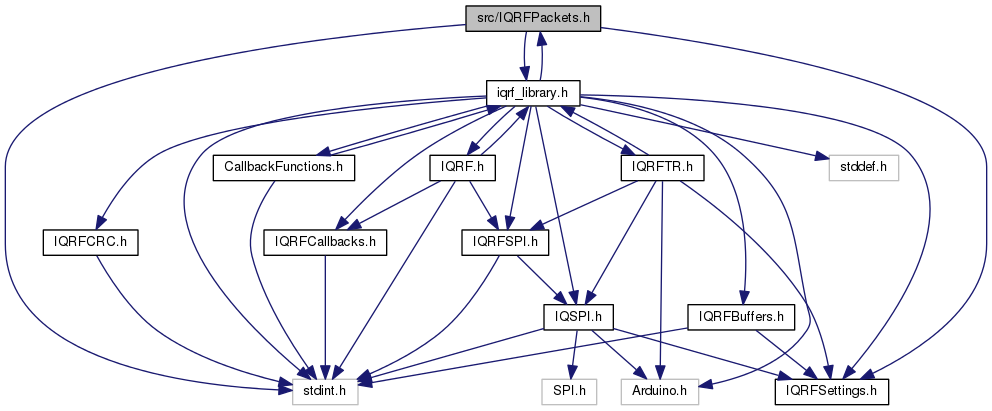 src/IQRFPackets.h
iqrf_library.h
CallbackFunctions.h
IQRF.h
IQRFTR.h
stddef.h
IQRFCRC.h
IQRFCallbacks.h
IQRFSPI.h
IQSPI.h
IQRFBuffers.h
stdint.h
SPI.h
Arduino.h
IQRFSettings.h